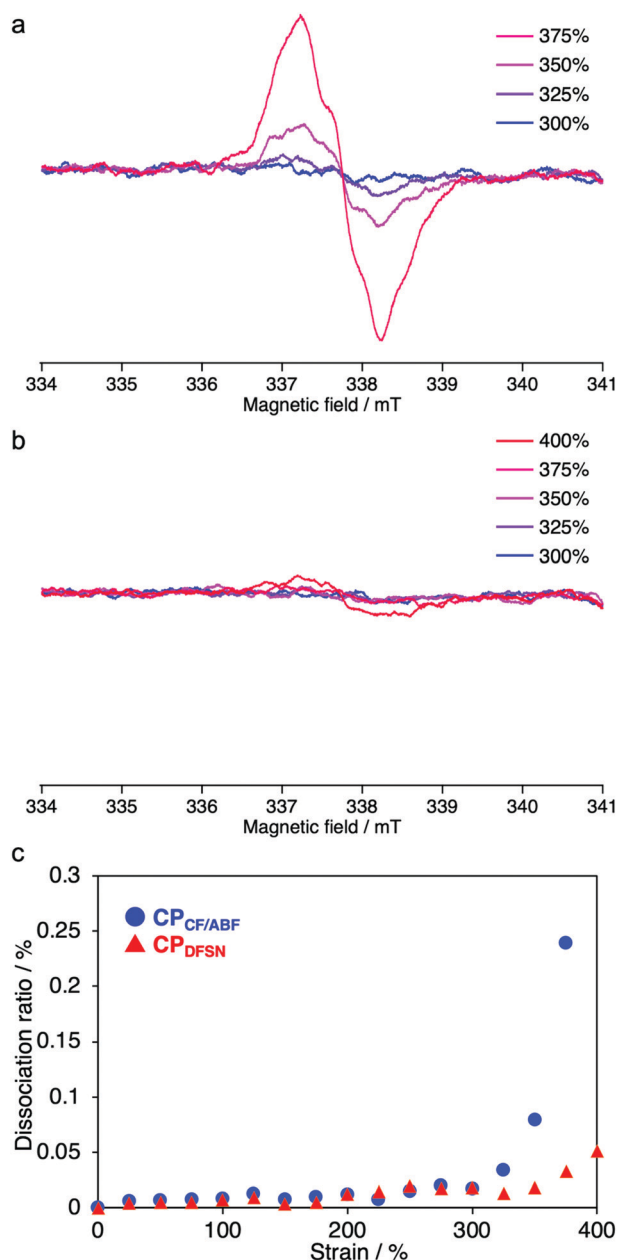 a
375%
350%
325%
300%
334 335 336 337 338 339 340 341
Magnetic field / mT
b
400%
375%
350%
325%
300%
334 335 336 337 338 339 340 341
Magnetic field / mT
c
0.3
0.25
0.2
0.15
0.1
0.05
0
Dissociation ratio / %
CP_CF/ABF
CP_DFSN
0 100 200 300 400
Strain / %